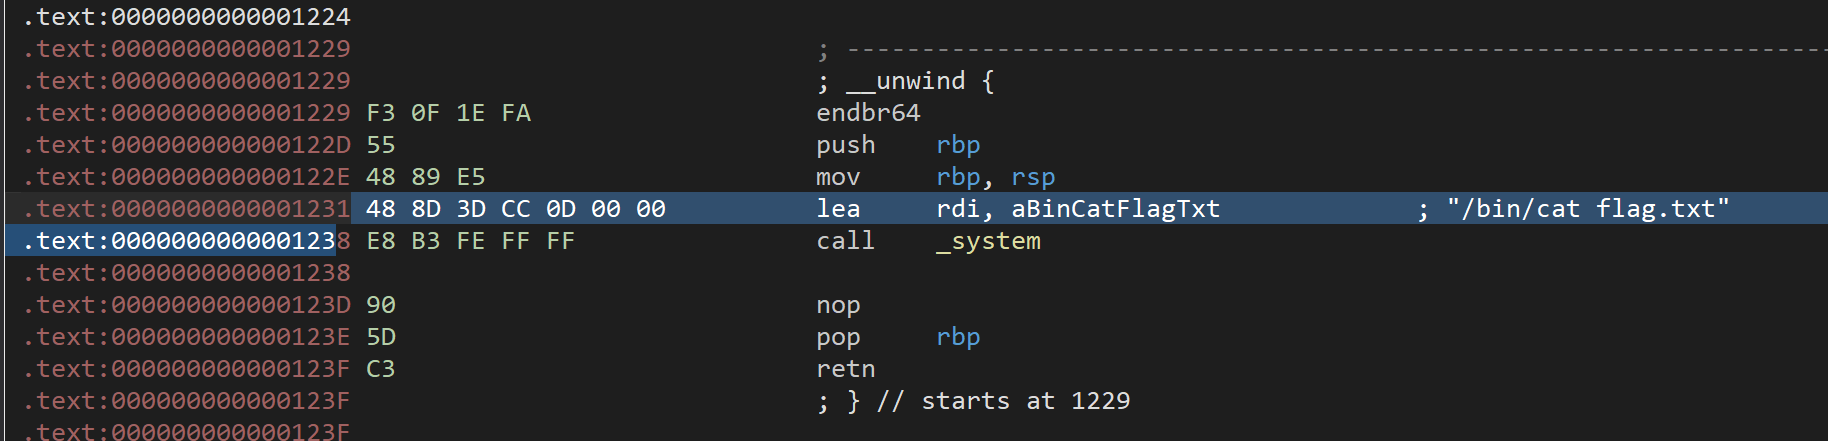 .text:0000000000001224
.text:0000000000001229 ; ---------------------------------------------------------------------------
.text:0000000000001229 ; __unwind {
.text:0000000000001229 F3 0F 1E FA endbr64
.text:000000000000122D 55 push rbp
.text:000000000000122E 48 89 E5 mov rbp, rsp
.text:0000000000001231 48 8D 3D CC 0D 00 00 lea rdi, aBinCatFlagTxt ; "/bin/cat flag.txt"
.text:0000000000001238 E8 B3 FE FF FF call _system
.text:0000000000001238
.text:000000000000123D 90 nop
.text:000000000000123E 5D pop rbp
.text:000000000000123F C3 retn
.text:000000000000123F ; } // starts at 1229
.text:000000000000123F